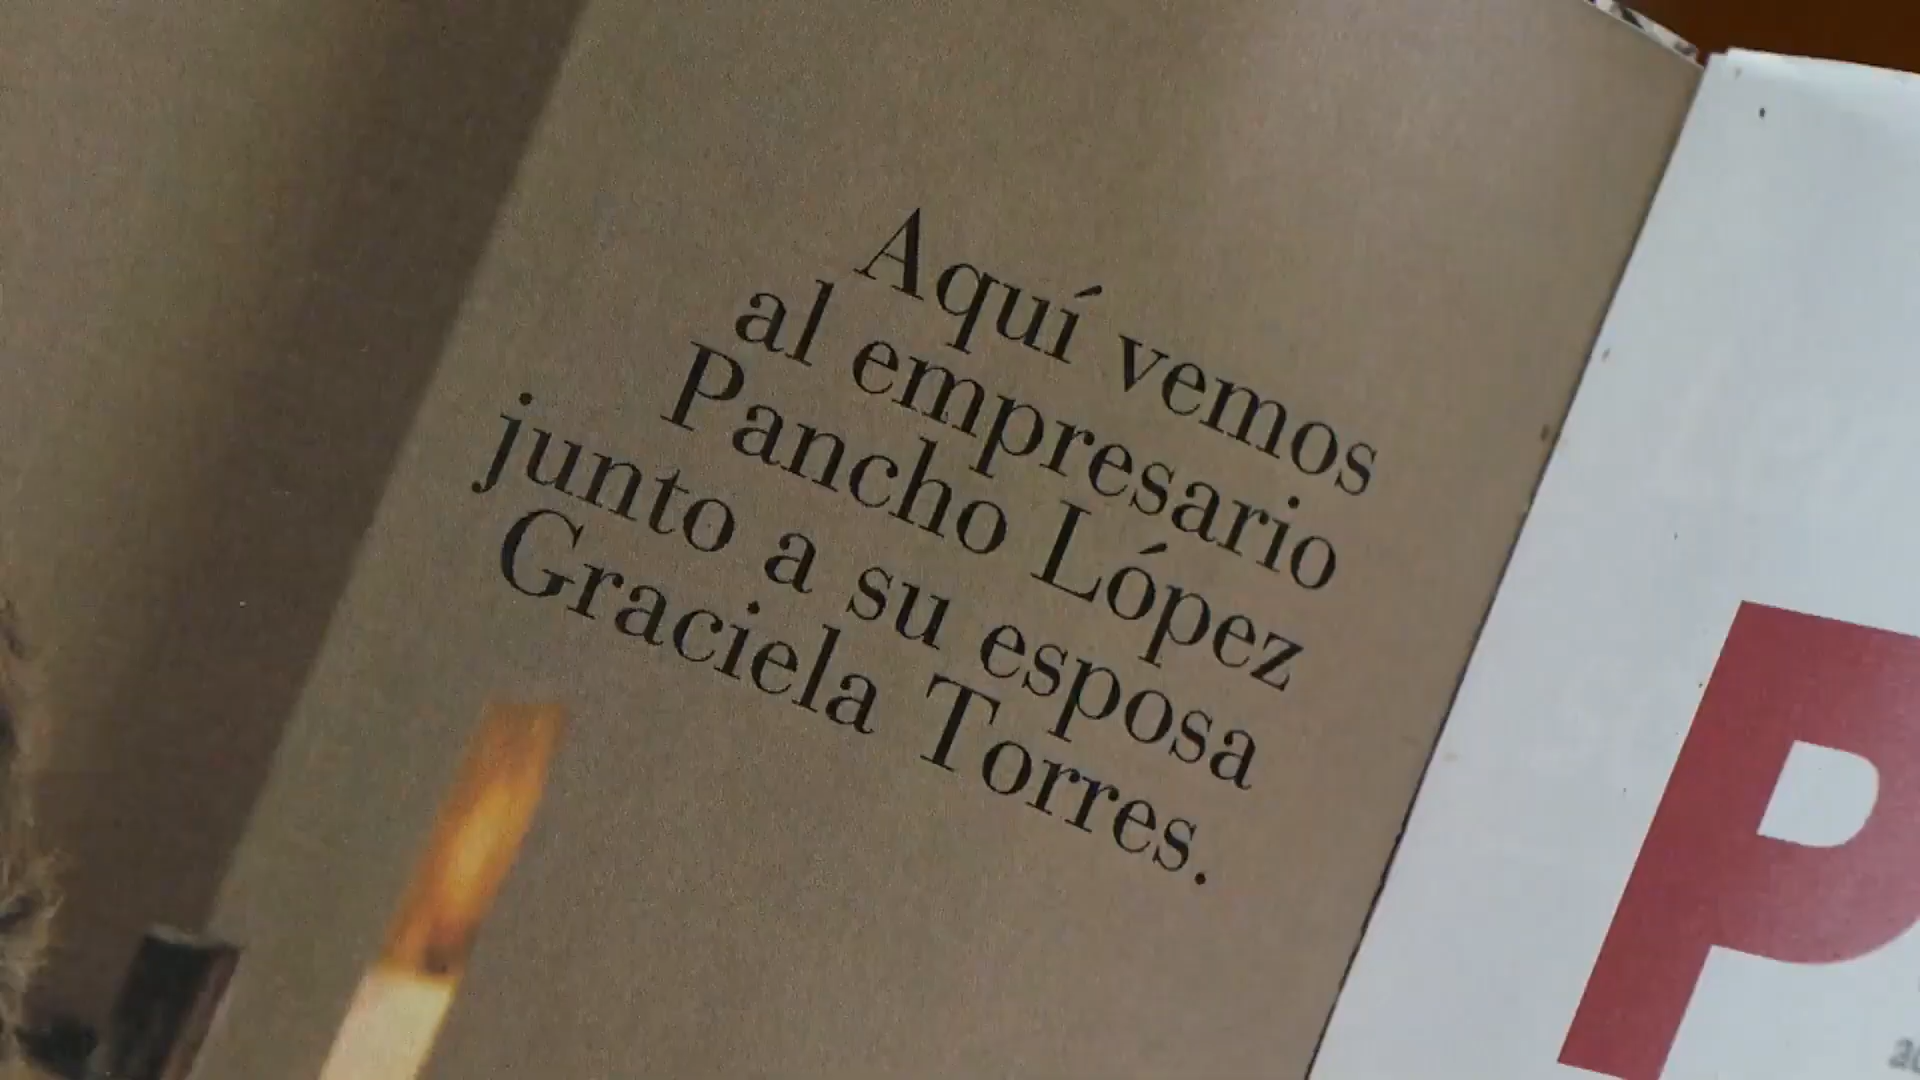 Aquí vemos
al empresario
Pancho López
junto a su esposa
Graciela Torres.
P